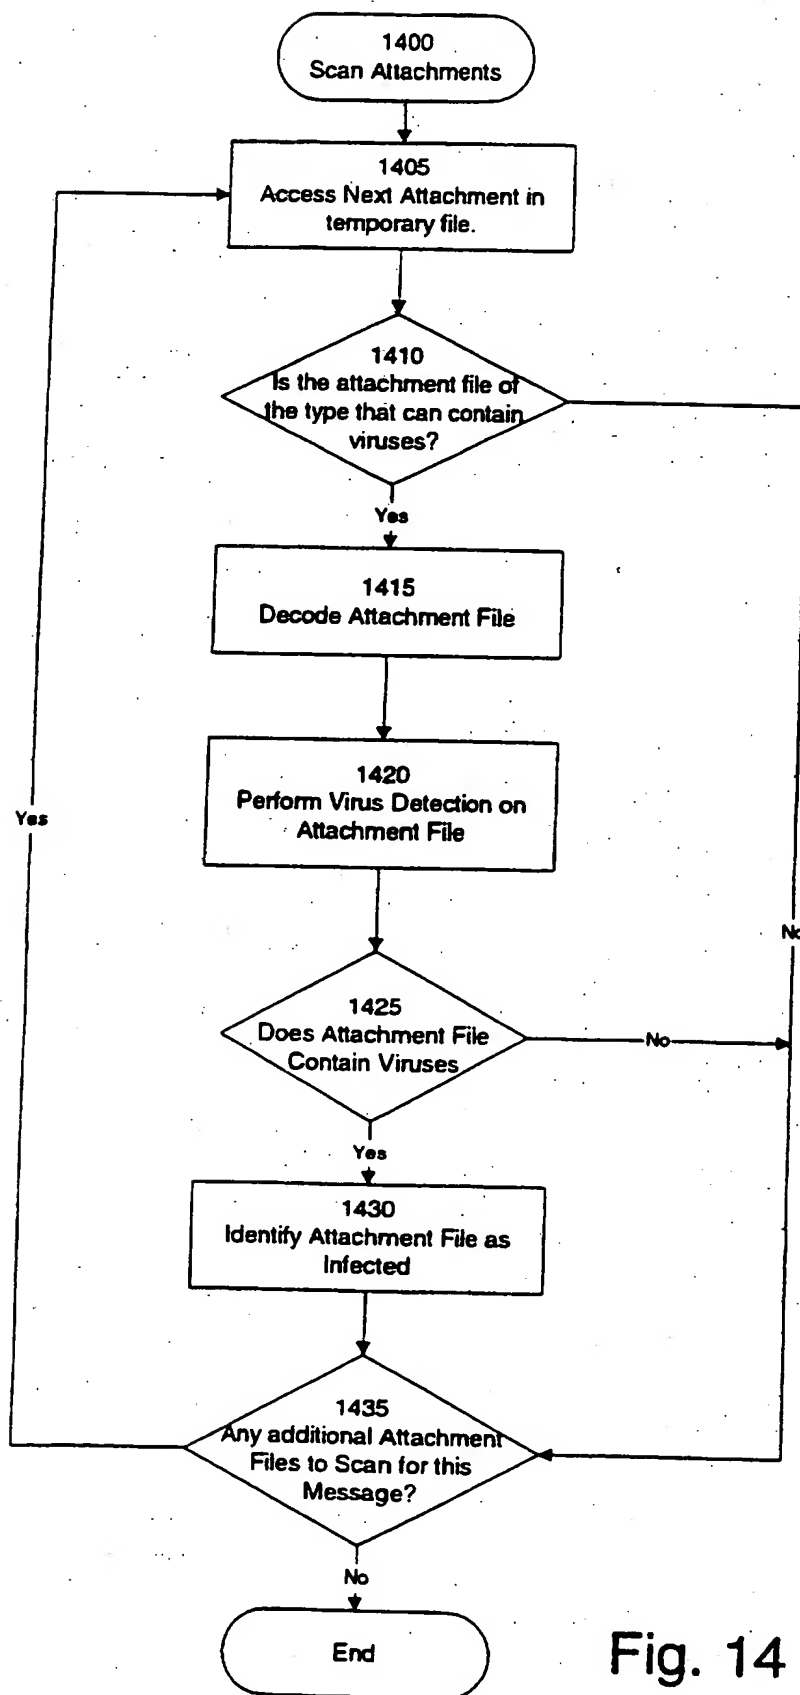 1400
Scan Attachments
1405
Access Next Attachment in
temporary file.
1410
Is the attachment file of
the type that can contain
viruses?
Yes
1415
Decode Attachment File
1420
Perform Virus Detection on
Attachment File
Yes
No
1425
Does Attachment File
Contain Viruses
No
Yes
1430
Identify Attachment File as
Infected
1435
Any additional Attachment
Files to Scan for this
Message?
No
End
Fig. 14